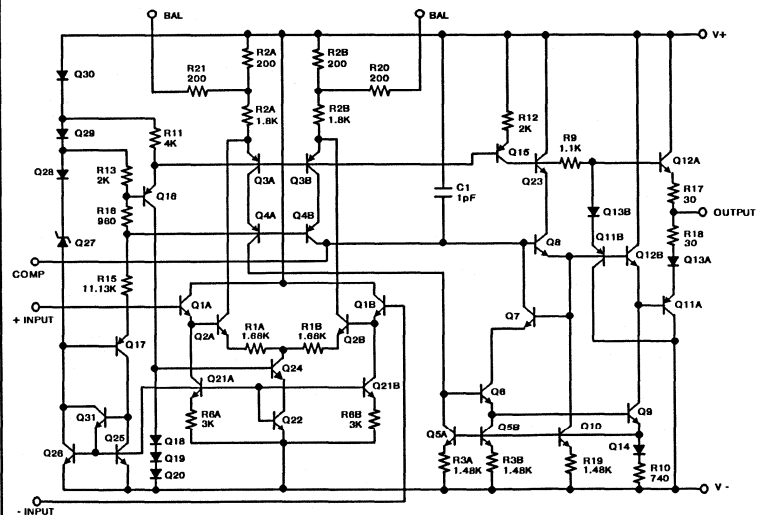 BAL
BAL
V+
R2A
200
R2B
200
R21
200
R20
200
Q30
R2A
1.8K
R2B
1.8K
R12
2K
Q29
R11
4K
R9
1.1K
Q15
Q12A
Q28
R13
2K
Q18
Q3A
Q3B
Q23
R17
30
C1
1pF
R16
980
Q13B
OUTPUT
Q4A
Q4B
Q8
Q11B
Q12B
R18
30
Q27
Q13A
COMP
R15
11.13K
+ INPUT
Q1A
Q1B
Q11A
Q7
Q2A
R1A
1.68K
R1B
1.68K
Q2B
Q17
Q24
Q21A
Q21B
Q6
Q31
R6A
3K
Q22
R6B
3K
Q9
Q26
Q25
Q18
Q5A
Q5B
Q10
Q14
Q19
R3A
1.48K
R3B
1.48K
R19
1.48K
R10
740
Q20
V -
- INPUT